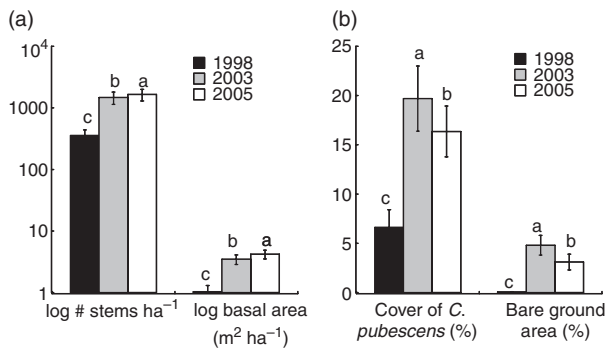 (a)
10⁴
1000
100
10
1
1998
2003
2005
c
b
a
c
b
a
log # stems ha⁻¹
log basal area
(m² ha⁻¹)
(b)
25
20
15
10
5
0
1998
2003
2005
c
a
b
c
a
b
Cover of C.
pubescens (%)
Bare ground
area (%)